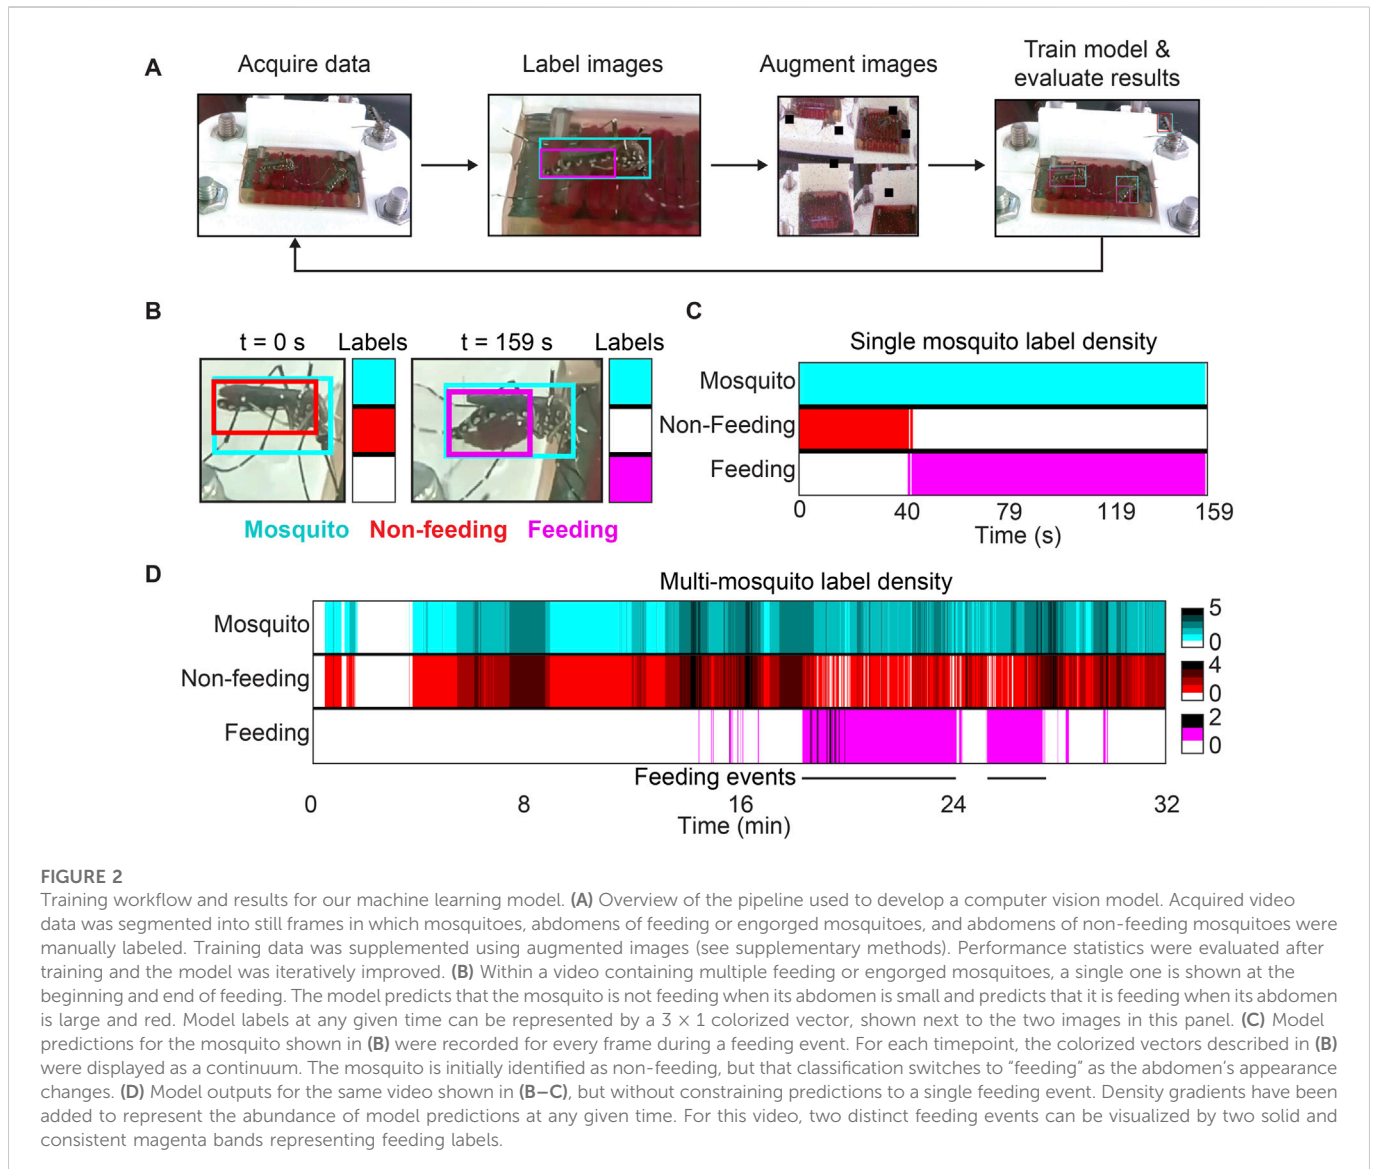 A
Acquire data
Label images
Augment images
Train model &
evaluate results
B
t = 0 s
Labels
t = 159 s
Labels
Mosquito
Non-feeding
Feeding
C
Single mosquito label density
Mosquito
Non-Feeding
Feeding
0
40
79
119
159
Time (s)
D
Multi-mosquito label density
Mosquito
Non-feeding
Feeding
5
0
4
0
2
0
Feeding events
0
8
16
24
32
Time (min)
FIGURE 2
Training workflow and results for our machine learning model. (A) Overview of the pipeline used to develop a computer vision model. Acquired video
data was segmented into still frames in which mosquitoes, abdomens of feeding or engorged mosquitoes, and abdomens of non-feeding mosquitoes were
manually labeled. Training data was supplemented using augmented images (see supplementary methods). Performance statistics were evaluated after
training and the model was iteratively improved. (B) Within a video containing multiple feeding or engorged mosquitoes, a single one is shown at the
beginning and end of feeding. The model predicts that the mosquito is not feeding when its abdomen is small and predicts that it is feeding when its abdomen
is large and red. Model labels at any given time can be represented by a 3 × 1 colorized vector, shown next to the two images in this panel. (C) Model
predictions for the mosquito shown in (B) were recorded for every frame during a feeding event. For each timepoint, the colorized vectors described in (B)
were displayed as a continuum. The mosquito is initially identified as non-feeding, but that classification switches to “feeding” as the abdomen’s appearance
changes. (D) Model outputs for the same video shown in (B–C), but without constraining predictions to a single feeding event. Density gradients have been
added to represent the abundance of model predictions at any given time. For this video, two distinct feeding events can be visualized by two solid and
consistent magenta bands representing feeding labels.